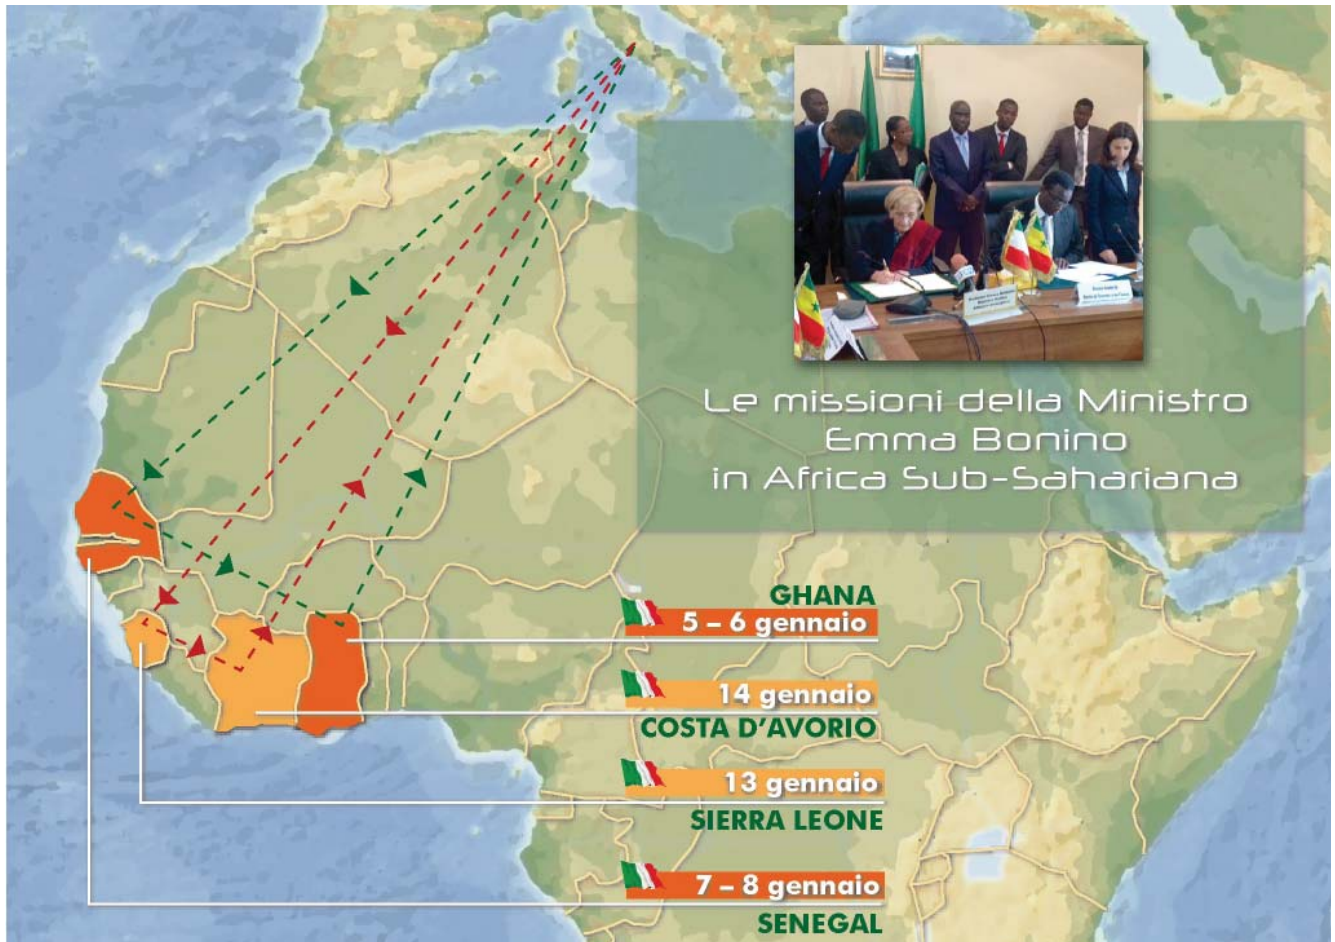 Le missioni della Ministro
Emma Bonino
in Africa Sub-Sahariana
GHANA
5 – 6 gennaio
14 gennaio
COSTA D'AVORIO
13 gennaio
SIERRA LEONE
7 – 8 gennaio
SENEGAL